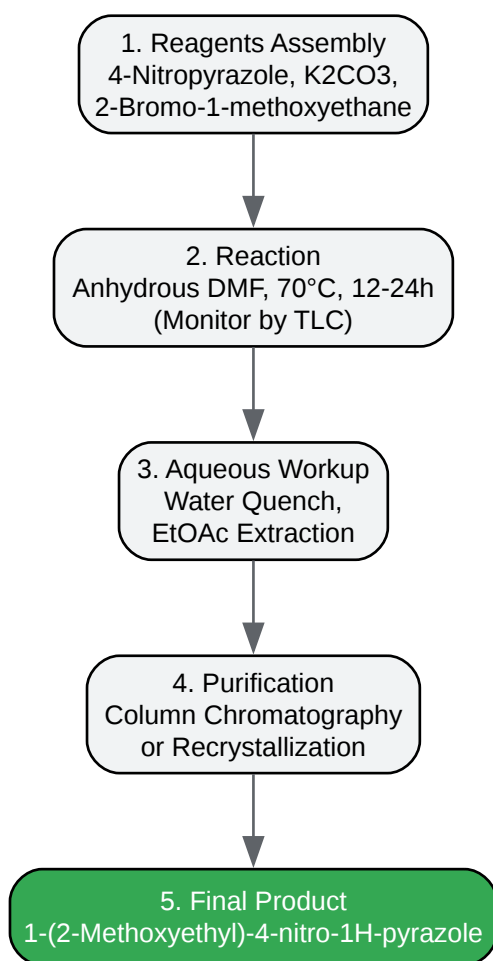 1. Reagents Assembly
4-Nitropyrazole, K2CO3,
2-Bromo-1-methoxyethane
2. Reaction
Anhydrous DMF, 70°C, 12-24h
(Monitor by TLC)
3. Aqueous Workup
Water Quench,
EtOAc Extraction
4. Purification
Column Chromatography
or Recrystallization
5. Final Product
1-(2-Methoxyethyl)-4-nitro-1H-pyrazole